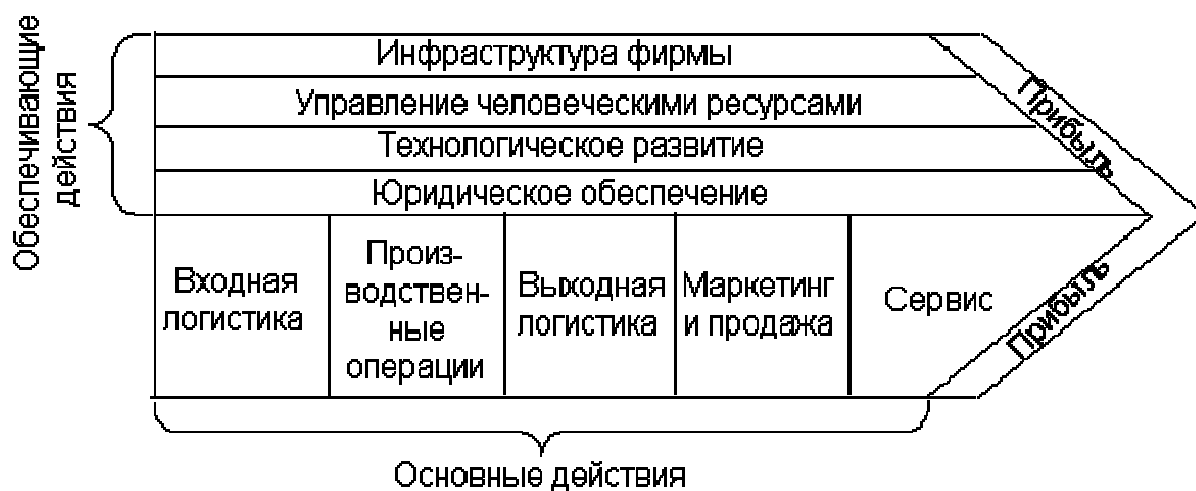 Обеспечивающие
действия
Инфраструктура фирмы
Управление человеческими ресурсами
Технологическое развитие
Юридическое обеспечение
Прибыль
Входная
логистика
Произ-
водствен-
ные
операции
Выходная
логистика
Маркетинг
и продажа
Сервис
Прибыль
Основные действия